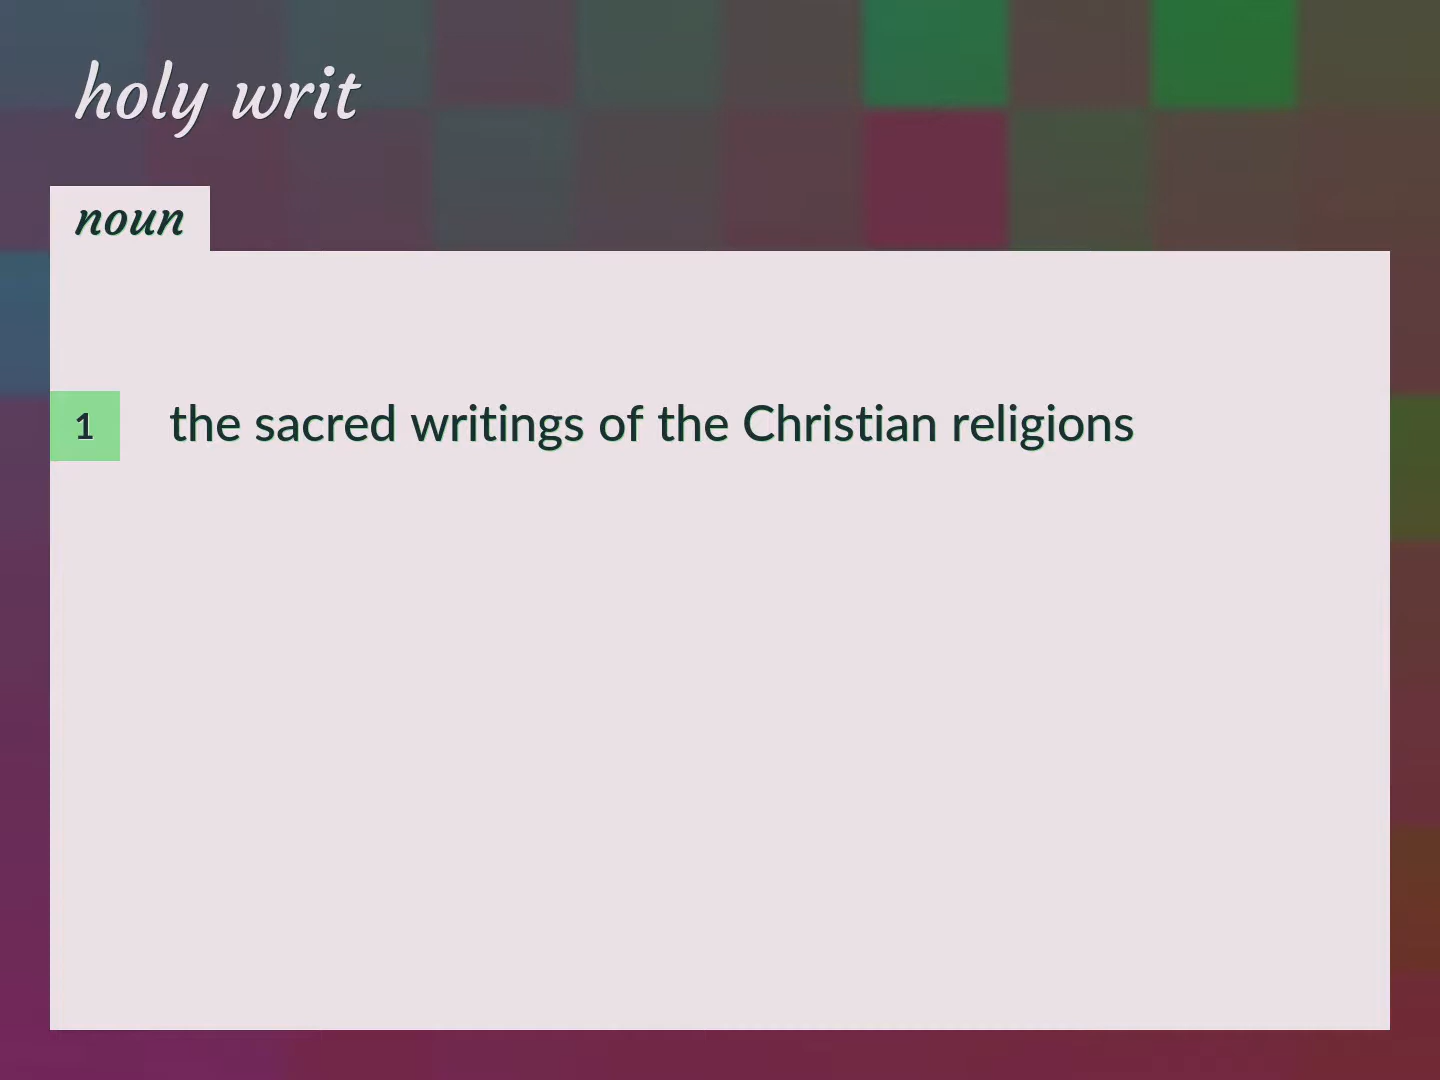 holy writ
noun
1 the sacred writings of the Christian religions